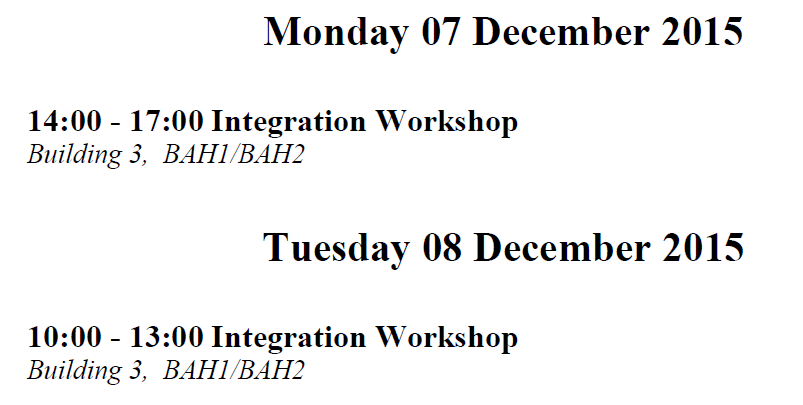 Monday 07 December 2015
14:00 - 17:00 Integration Workshop
Building 3, BAH1/BAH2
Tuesday 08 December 2015
10:00 - 13:00 Integration Workshop
Building 3, BAH1/BAH2